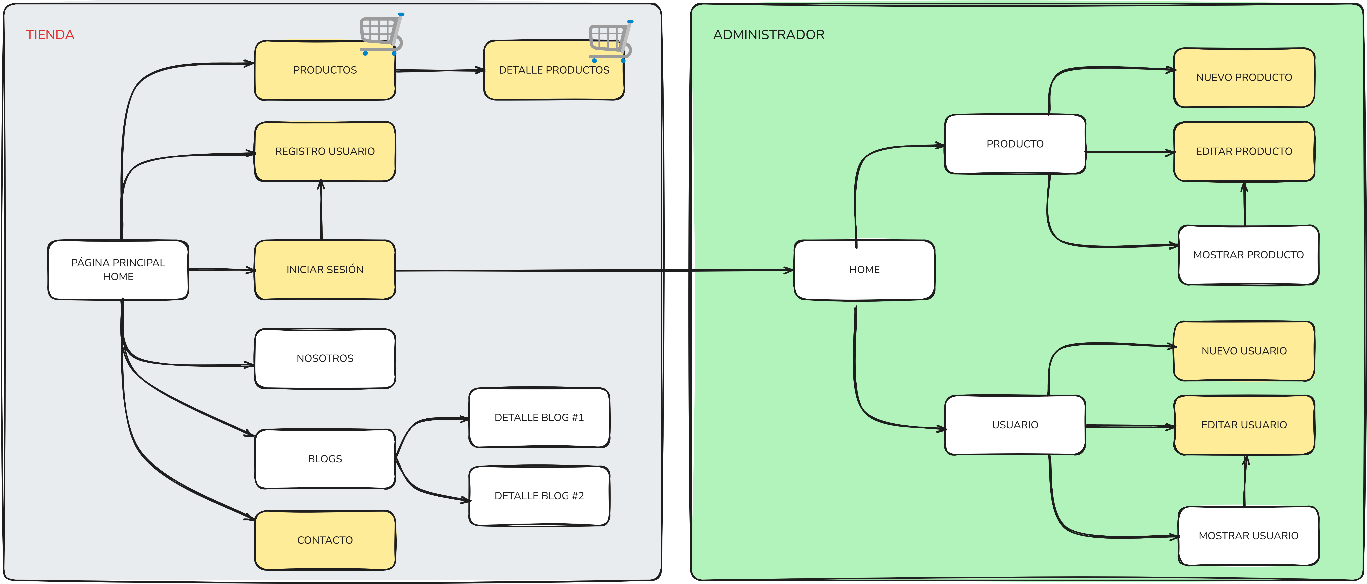 TIENDA
PRODUCTOS
DETALLE PRODUCTOS
REGISTRO USUARIO
PÁGINA PRINCIPAL
HOME
INICIAR SESIÓN
NOSOTROS
BLOGS
DETALLE BLOG #1
DETALLE BLOG #2
CONTACTO
ADMINISTRADOR
HOME
PRODUCTO
NUEVO PRODUCTO
EDITAR PRODUCTO
MOSTRAR PRODUCTO
USUARIO
NUEVO USUARIO
EDITAR USUARIO
MOSTRAR USUARIO